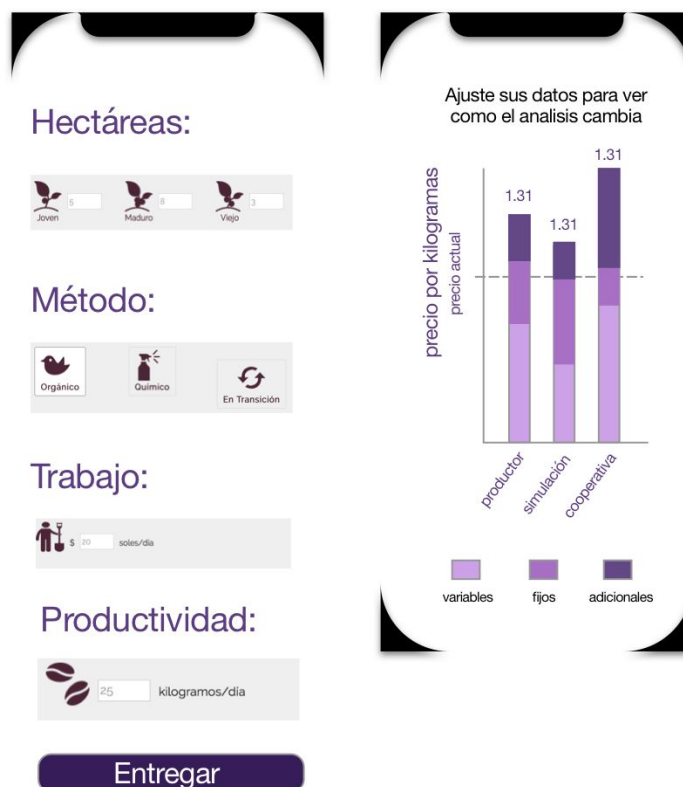 Hectáreas:
5
8
3
Joven
Maduro
Viejo
Método:
Orgánico
Químico
En Transición
Trabajo:
$ 20 soles/día
Productividad:
25 kilogramos/día
Entregar
Ajuste sus datos para ver
como el analisis cambia
precio por kilogramas
precio actual
1.31
1.31
1.31
productor
simulación
cooperativa
variables
fijos
adicionales